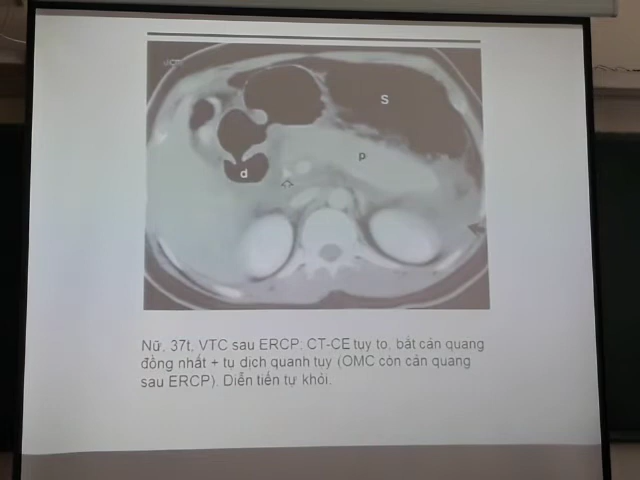 S
p
d
Nữ, 37t, VTC sau ERCP: CT-CE tụy to, bắt cản quang
đồng nhất + tụ dịch quanh tụy (OMC còn cản quang
sau ERCP). Diễn tiến tự khỏi.